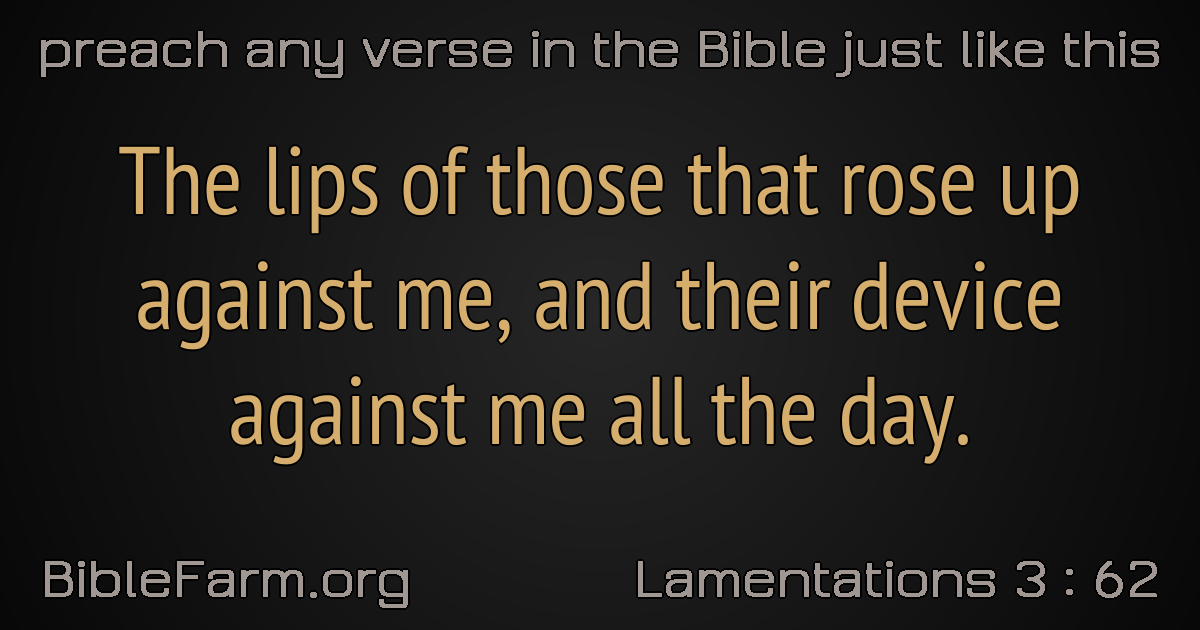 preach any verse in the Bible just like this
The lips of those that rose up
against me, and their device
against me all the day.
BibleFarm.org
Lamentations 3 : 62